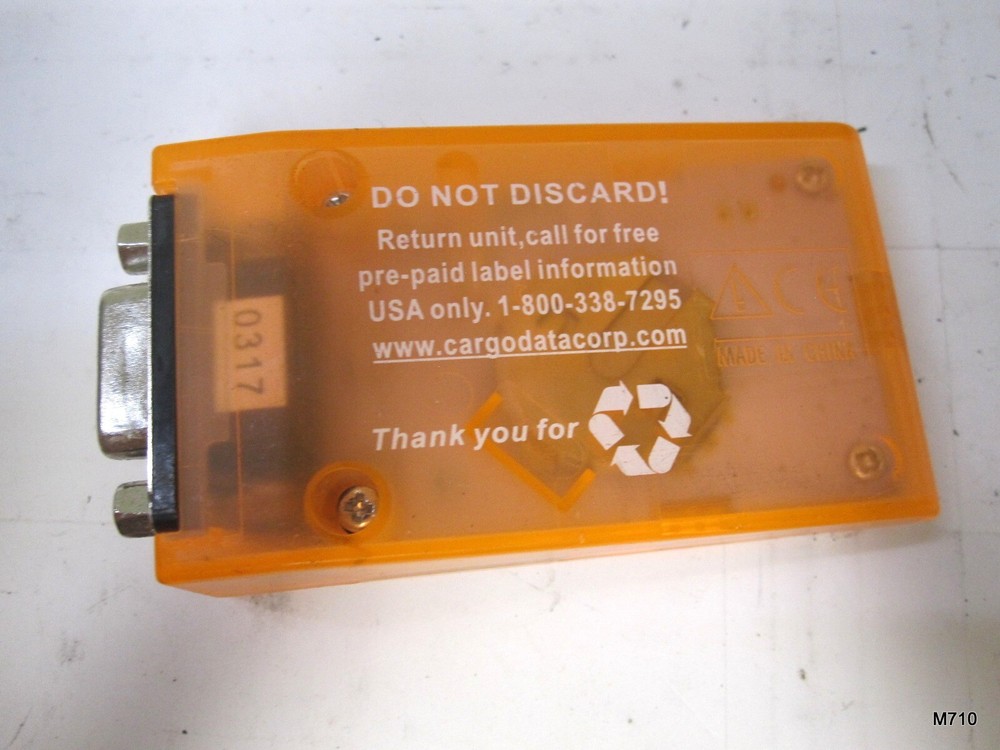 DO NOT DISCARD!
Return unit,call for free
pre-paid label information
USA only. 1-800-338-7295
www.cargodatacorp.com
Thank you for
0317
CE
MADE IN CHINA
M710